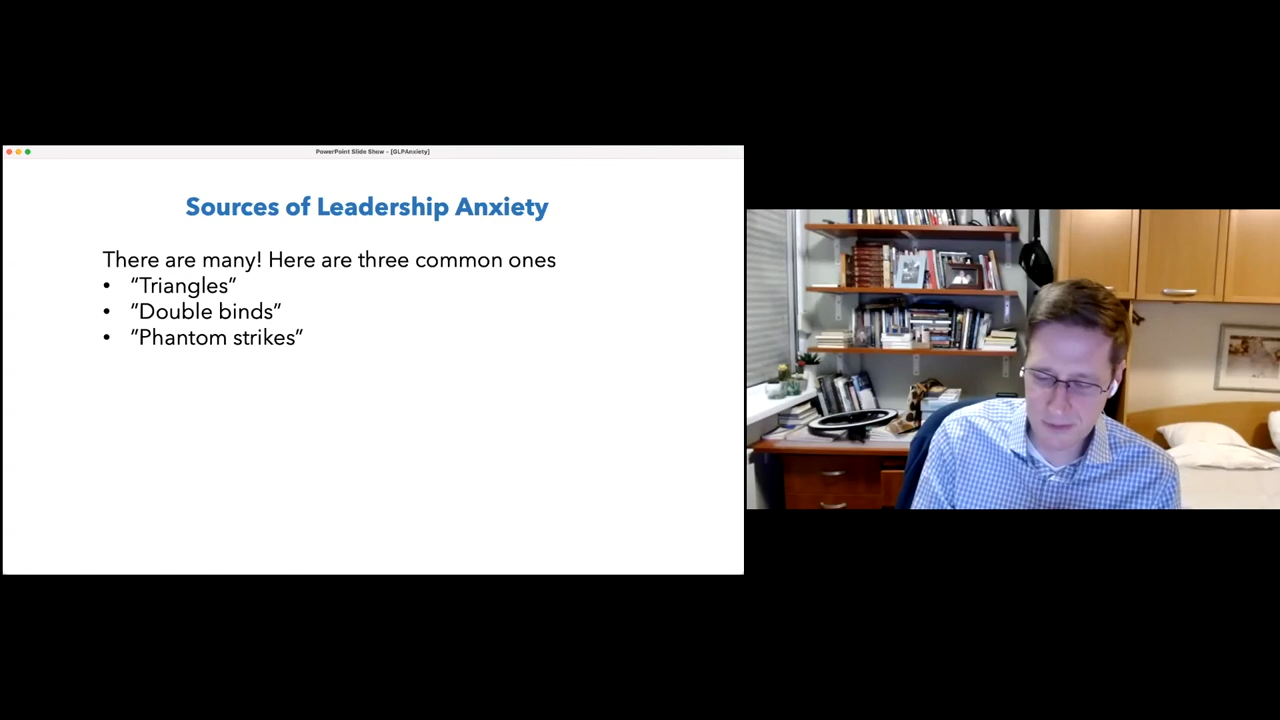 PowerPoint Slide Show - [GLPAnxiety]
Sources of Leadership Anxiety
There are many! Here are three common ones
• ”Triangles”
• ”Double binds”
• ”Phantom strikes”